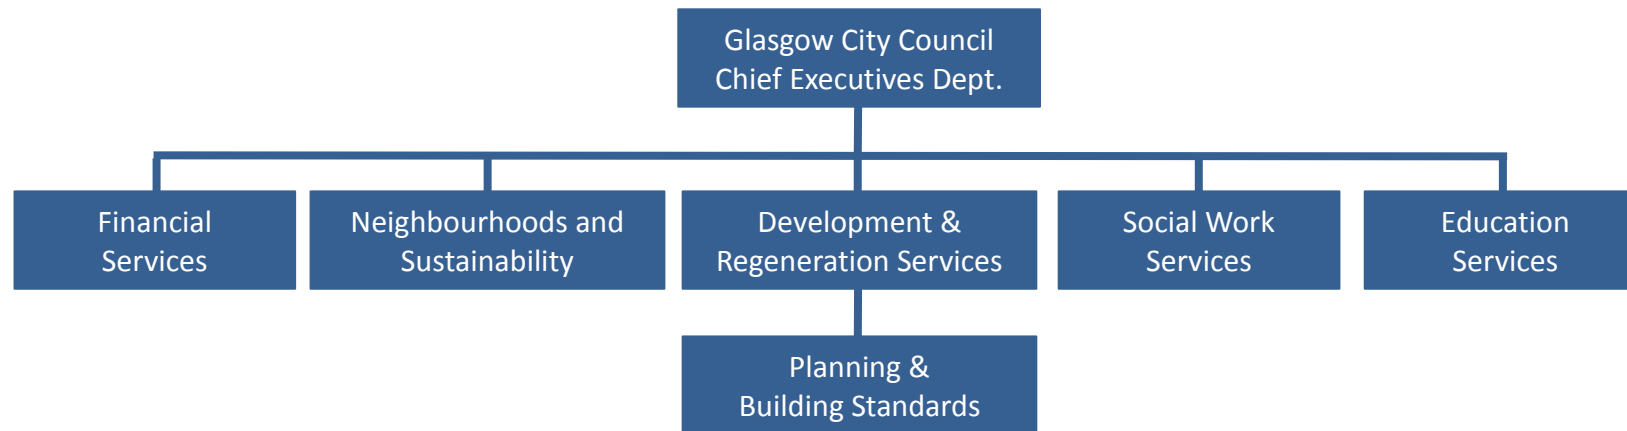 Glasgow City Council
Chief Executives Dept.
Financial
Services
Neighbourhoods and
Sustainability
Development &
Regeneration Services
Social Work
Services
Education
Services
Planning &
Building Standards